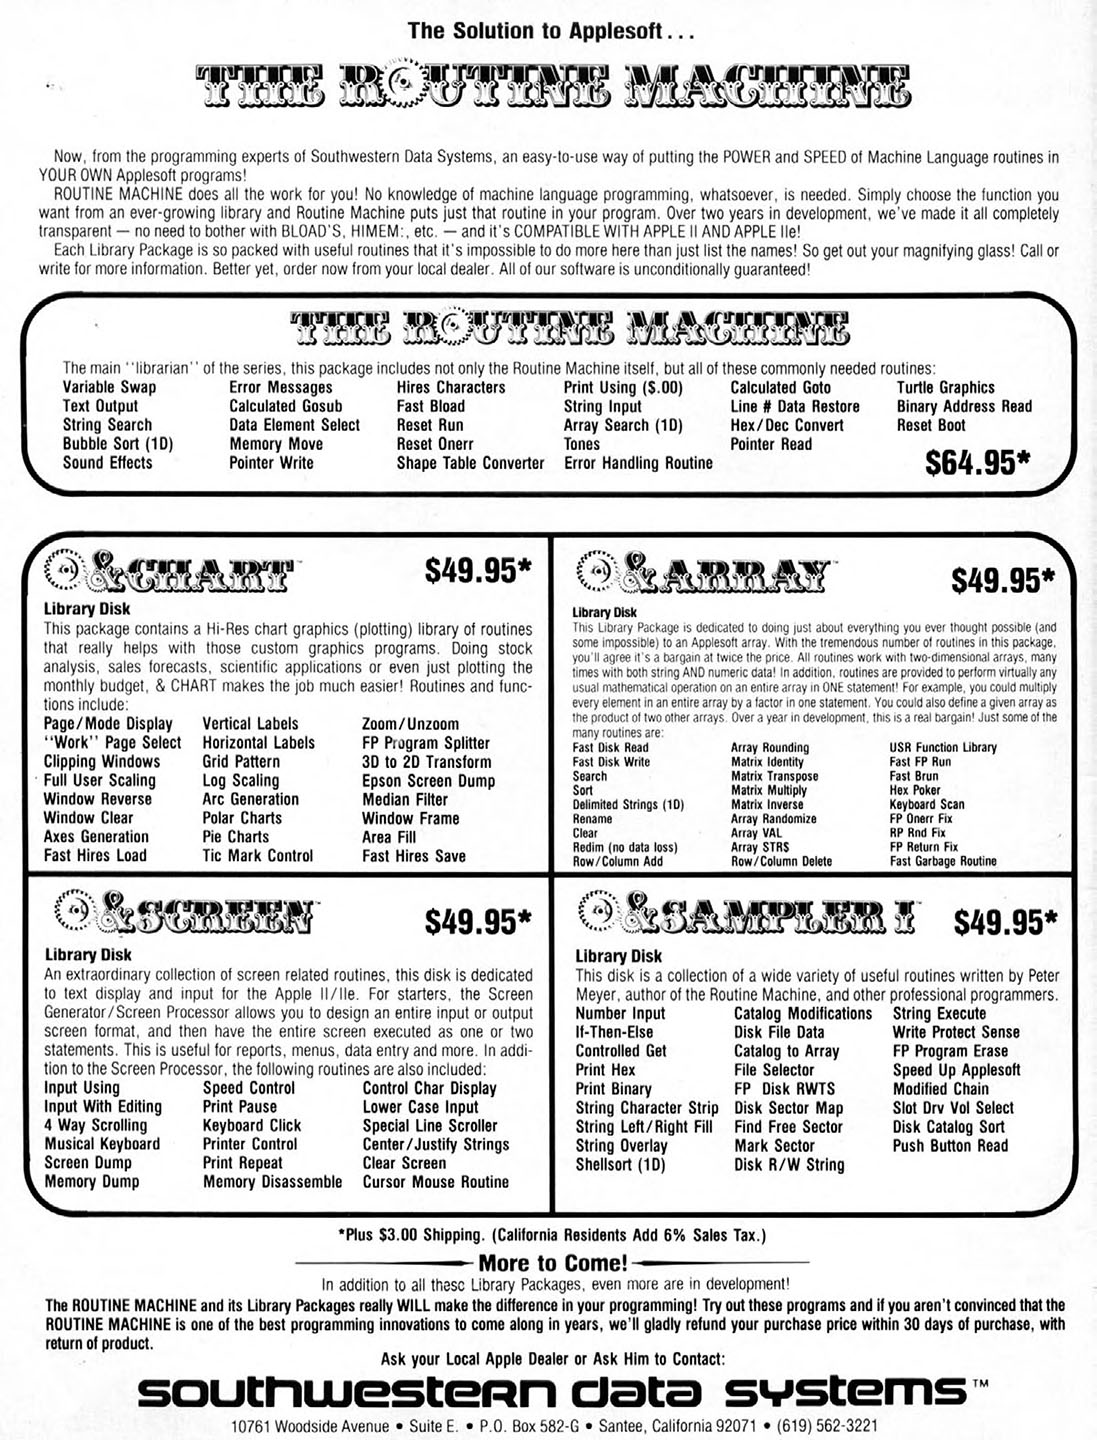 The Solution to Applesoft...
THE ROUTINE MACHINE
Now, from the programming experts of Southwestern Data Systems, an easy-to-use way of putting the POWER and SPEED of Machine Language routines in
YOUR OWN Applesoft programs!
ROUTINE MACHINE does all the work for you! No knowledge of machine language programming, whatsoever, is needed. Simply choose the function you
want from an ever-growing library and Routine Machine puts just that routine in your program. Over two years in development, we've made it all completely
transparent — no need to bother with BLOAD'S, HIMEM:, etc. — and it's COMPATIBLE WITH APPLE II AND APPLE IIe!
Each Library Package is so packed with useful routines that it's impossible to do more here than just list the names! So get out your magnifying glass! Call or
write for more information. Better yet, order now from your local dealer. All of our software is unconditionally guaranteed!
THE ROUTINE MACHINE
The main "librarian" of the series, this package includes not only the Routine Machine itself, but all of these commonly needed routines:
Variable Swap Error Messages Hires Characters Print Using ($.00) Calculated Goto Turtle Graphics
Text Output Calculated Gosub Fast Bload String Input Line # Data Restore Binary Address Read
String Search Data Element Select Reset Run Array Search (1D) Hex/Dec Convert Reset Boot
Bubble Sort (1D) Memory Move Reset Onerr Tones Pointer Read
Sound Effects Pointer Write Shape Table Converter Error Handling Routine
$64.95*
&CHART™ $49.95*
Library Disk
This package contains a Hi-Res chart graphics (plotting) library of routines
that really helps with those custom graphics programs. Doing stock
analysis, sales forecasts, scientific applications or even just plotting the
monthly budget, & CHART makes the job much easier! Routines and func-
tions include:
Page/Mode Display Vertical Labels Zoom/Unzoom
"Work" Page Select Horizontal Labels FP Program Splitter
Clipping Windows Grid Pattern 3D to 2D Transform
Full User Scaling Log Scaling Epson Screen Dump
Window Reverse Arc Generation Median Filter
Window Clear Polar Charts Window Frame
Axes Generation Pie Charts Area Fill
Fast Hires Load Tic Mark Control Fast Hires Save
&ARRAY™ $49.95*
Library Disk
This Library Package is dedicated to doing just about everything you ever thought possible (and
some impossible) to an Applesoft array. With the tremendous number of routines in this package,
you'll agree it's a bargain at twice the price. All routines work with two-dimensional arrays, many
times with both string AND numeric data! In addition, routines are provided to perform virtually any
usual mathematical operation on an entire array in ONE statement! For example, you could multiply
every element in an entire array by a factor in one statement. You could also define a given array as
the product of two other arrays. Over a year in development, this is a real bargain! Just some of the
many routines are:
Fast Disk Read Array Rounding USR Function Library
Fast Disk Write Matrix Identity Fast FP Run
Search Matrix Transpose Fast Brun
Sort Matrix Multiply Hex Poker
Delimited Strings (1D) Matrix Inverse Keyboard Scan
Rename Array Randomize FP Onerr Fix
Clear Array VAL RP Rnd Fix
Redim (no data loss) Array STR$ FP Return Fix
Row/Column Add Row/Column Delete Fast Garbage Routine
&SCREEN™ $49.95*
Library Disk
An extraordinary collection of screen related routines, this disk is dedicated
to text display and input for the Apple II/IIe. For starters, the Screen
Generator/Screen Processor allows you to design an entire input or output
screen format, and then have the entire screen executed as one or two
statements. This is useful for reports, menus, data entry and more. In addi-
tion to the Screen Processor, the following routines are also included:
Input Using Speed Control Control Char Display
Input With Editing Print Pause Lower Case Input
4 Way Scrolling Keyboard Click Special Line Scroller
Musical Keyboard Printer Control Center/Justify Strings
Screen Dump Print Repeat Clear Screen
Memory Dump Memory Disassemble Cursor Mouse Routine
&SAMPLER I™ $49.95*
Library Disk
This disk is a collection of a wide variety of useful routines written by Peter
Meyer, author of the Routine Machine, and other professional programmers.
Number Input Catalog Modifications String Execute
If-Then-Else Disk File Data Write Protect Sense
Controlled Get Catalog to Array FP Program Erase
Print Hex File Selector Speed Up Applesoft
Print Binary FP Disk RWTS Modified Chain
String Character Strip Disk Sector Map Slot Drv Vol Select
String Left/Right Fill Find Free Sector Disk Catalog Sort
String Overlay Mark Sector Push Button Read
Shellsort (1D) Disk R/W String
*Plus $3.00 Shipping. (California Residents Add 6% Sales Tax.)
More to Come!
In addition to all these Library Packages, even more are in development!
The ROUTINE MACHINE and its Library Packages really WILL make the difference in your programming! Try out these programs and if you aren't convinced that the
ROUTINE MACHINE is one of the best programming innovations to come along in years, we'll gladly refund your purchase price within 30 days of purchase, with
return of product.
Ask your Local Apple Dealer or Ask Him to Contact:
southwestern data systems™
10761 Woodside Avenue • Suite E. • P.O. Box 582-G • Santee, California 92071 • (619) 562-3221